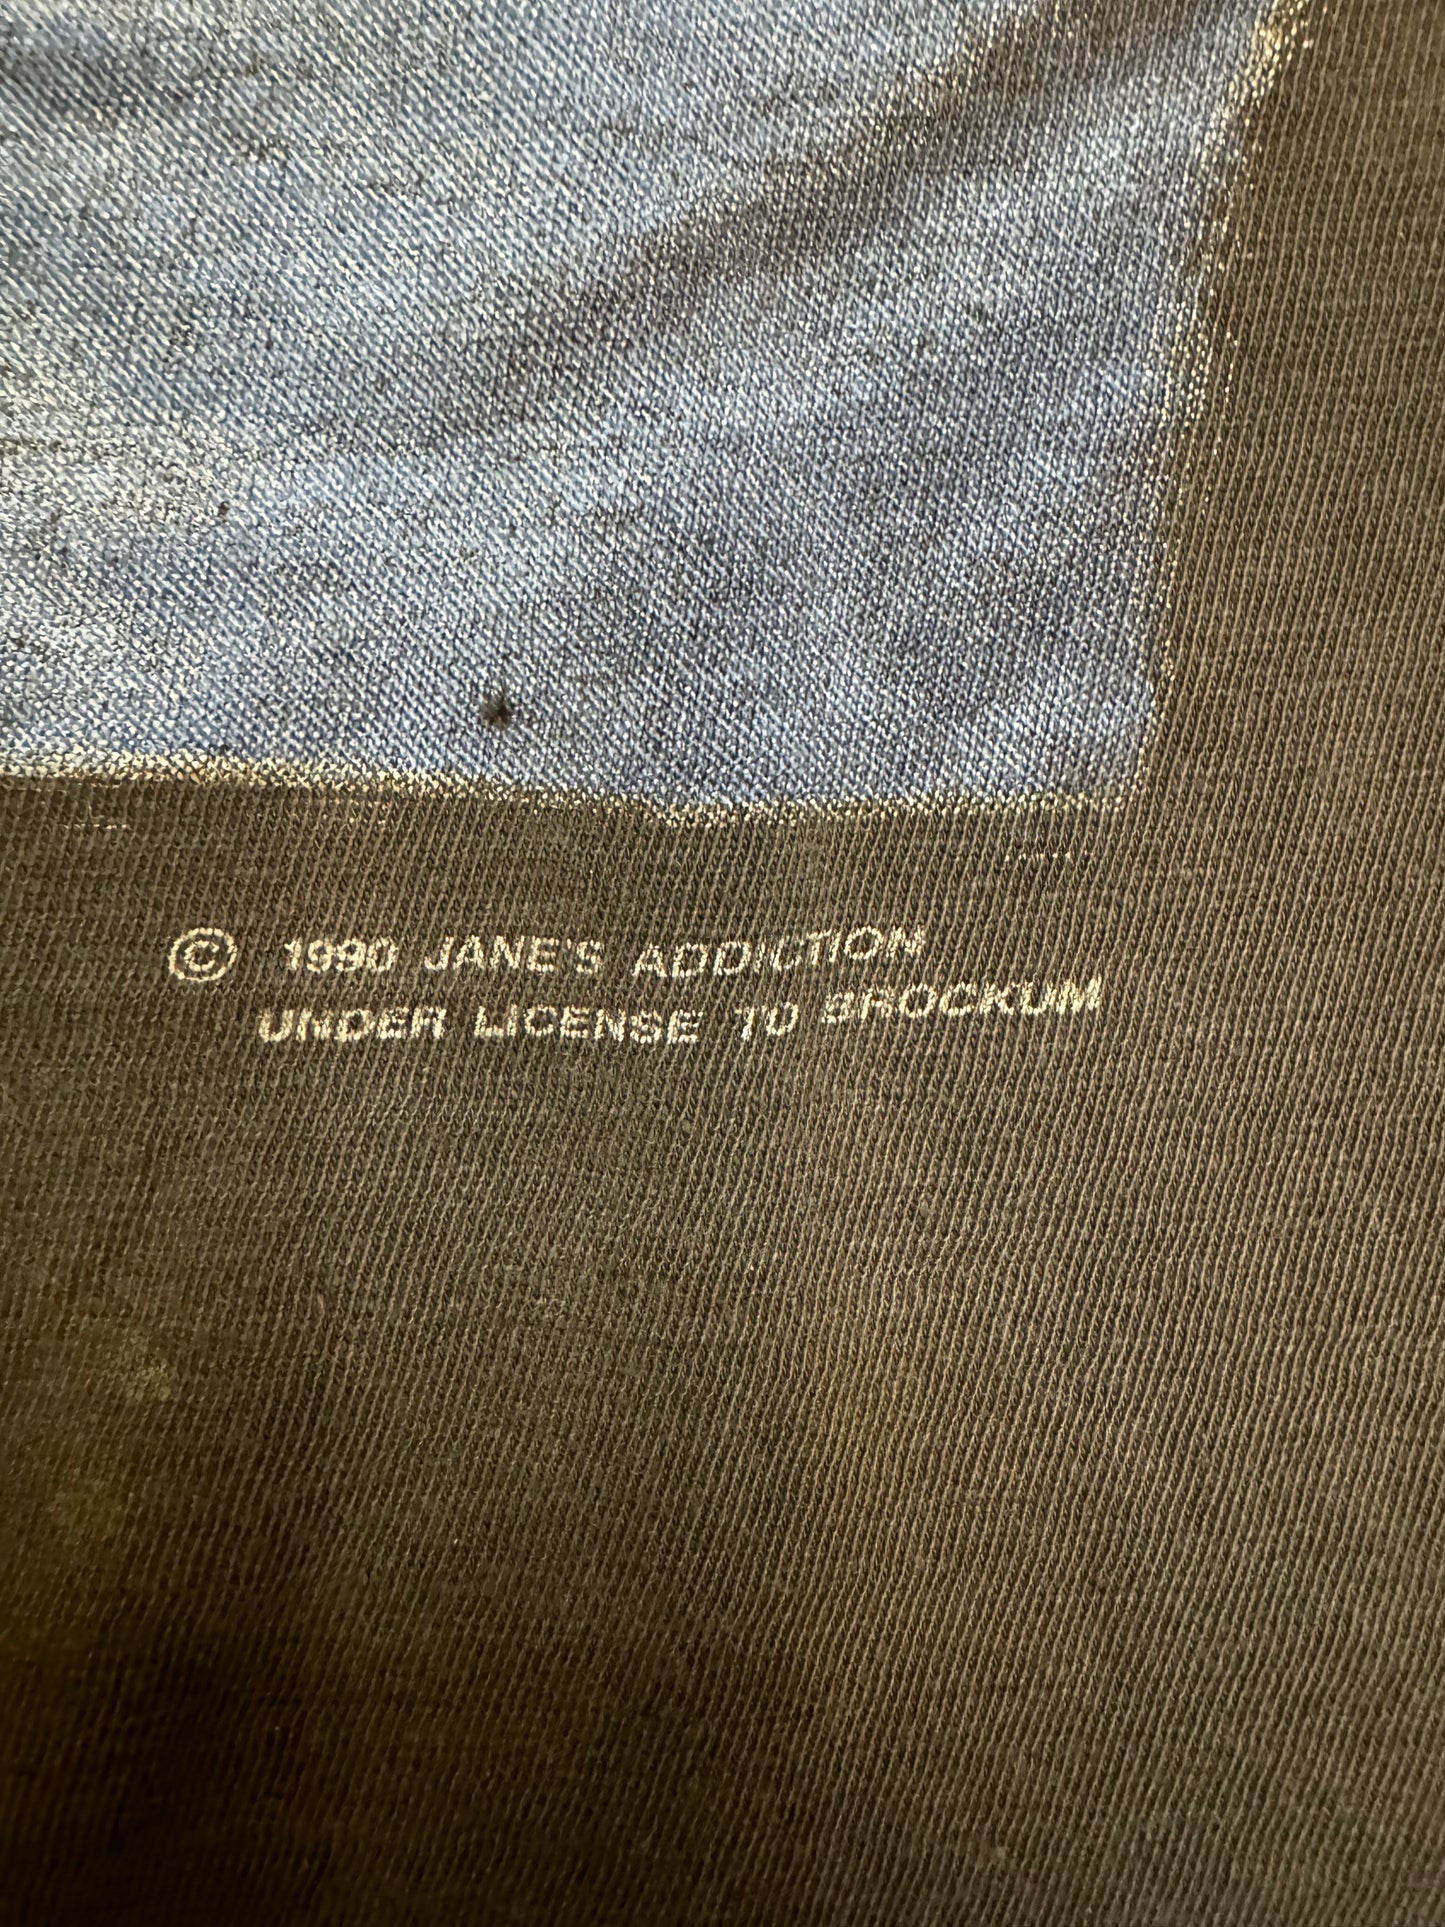 © 1990 JANE'S ADDICTION
UNDER LICENSE TO BROCKUM